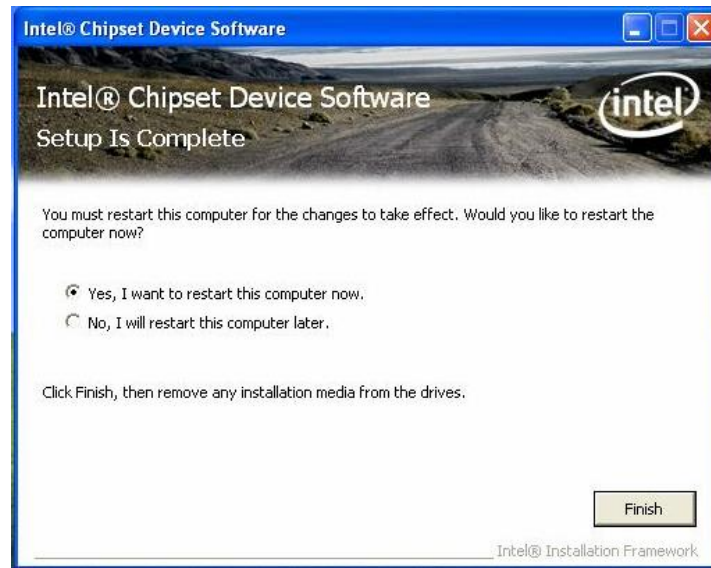 Intel® Chipset Device Software
Intel® Chipset Device Software
intel
Setup Is Complete
You must restart this computer for the changes to take effect. Would you like to restart the
computer now?
Yes, I want to restart this computer now.
No, I will restart this computer later.
Click Finish, then remove any installation media from the drives.
Finish
Intel® Installation Framework